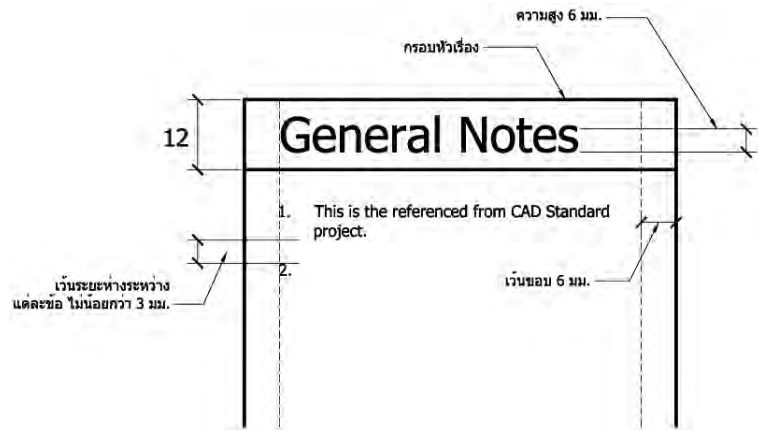 ความสูง 6 มม.
กรอบหัวเรื่อง
12
General Notes
1. This is the referenced from CAD Standard
project.
2.
เว้นระยะห่างระหว่าง
แต่ละข้อ ไม่น้อยกว่า 3 มม.
เว้นขอบ 6 มม.